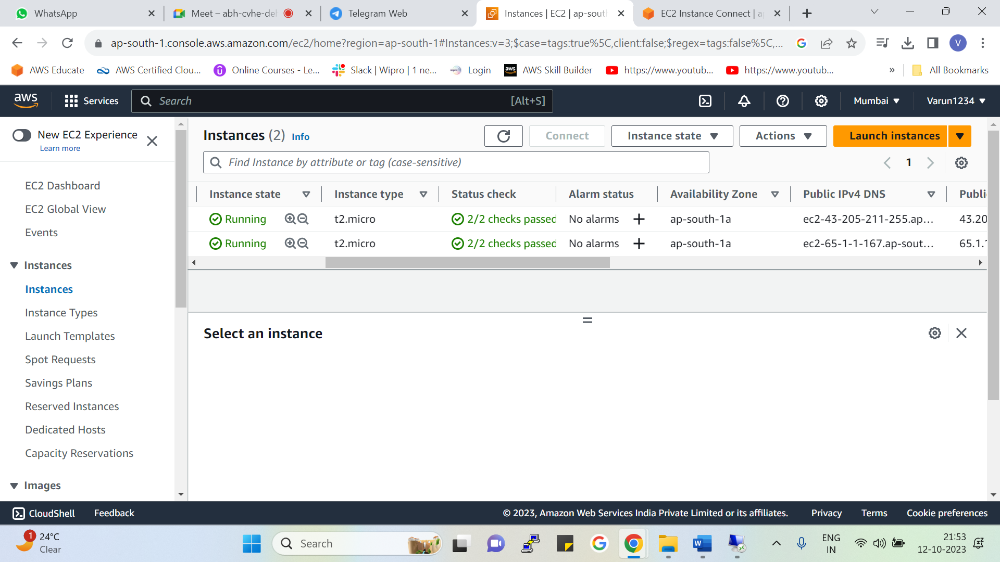 WhatsApp
Meet – abh-cvhe-del
Telegram Web
Instances | EC2 | ap-sout
EC2 Instance Connect | a
ap-south-1.console.aws.amazon.com/ec2/home?region=ap-south-1#Instances:v=3;$case=tags:true%5C,client:false;$regex=tags:false%5C,...
V
AWS Educate
AWS Certified Clou...
Online Courses - Le...
Slack | Wipro | 1 ne...
Login
AWS Skill Builder
https://www.youtub...
https://www.youtub...
»
All Bookmarks
aws
Services
Search
[Alt+S]
Mumbai
Varun1234
New EC2 Experience
Learn more
EC2 Dashboard
EC2 Global View
Events
Instances
Instances
Instance Types
Launch Templates
Spot Requests
Savings Plans
Reserved Instances
Dedicated Hosts
Capacity Reservations
Images
Instances (2) Info
Connect
Instance state
Actions
Launch instances
Find Instance by attribute or tag (case-sensitive)
1
Instance state Instance type Status check Alarm status Availability Zone Public IPv4 DNS Publi
Running t2.micro 2/2 checks passed No alarms + ap-south-1a ec2-43-205-211-255.ap... 43.20
Running t2.micro 2/2 checks passed No alarms + ap-south-1a ec2-65-1-1-167.ap-sout... 65.1.1
Select an instance
CloudShell
Feedback
© 2023, Amazon Web Services India Private Limited or its affiliates.
Privacy
Terms
Cookie preferences
1
24°C
Clear
Search
ENG
IN
21:53
12-10-2023